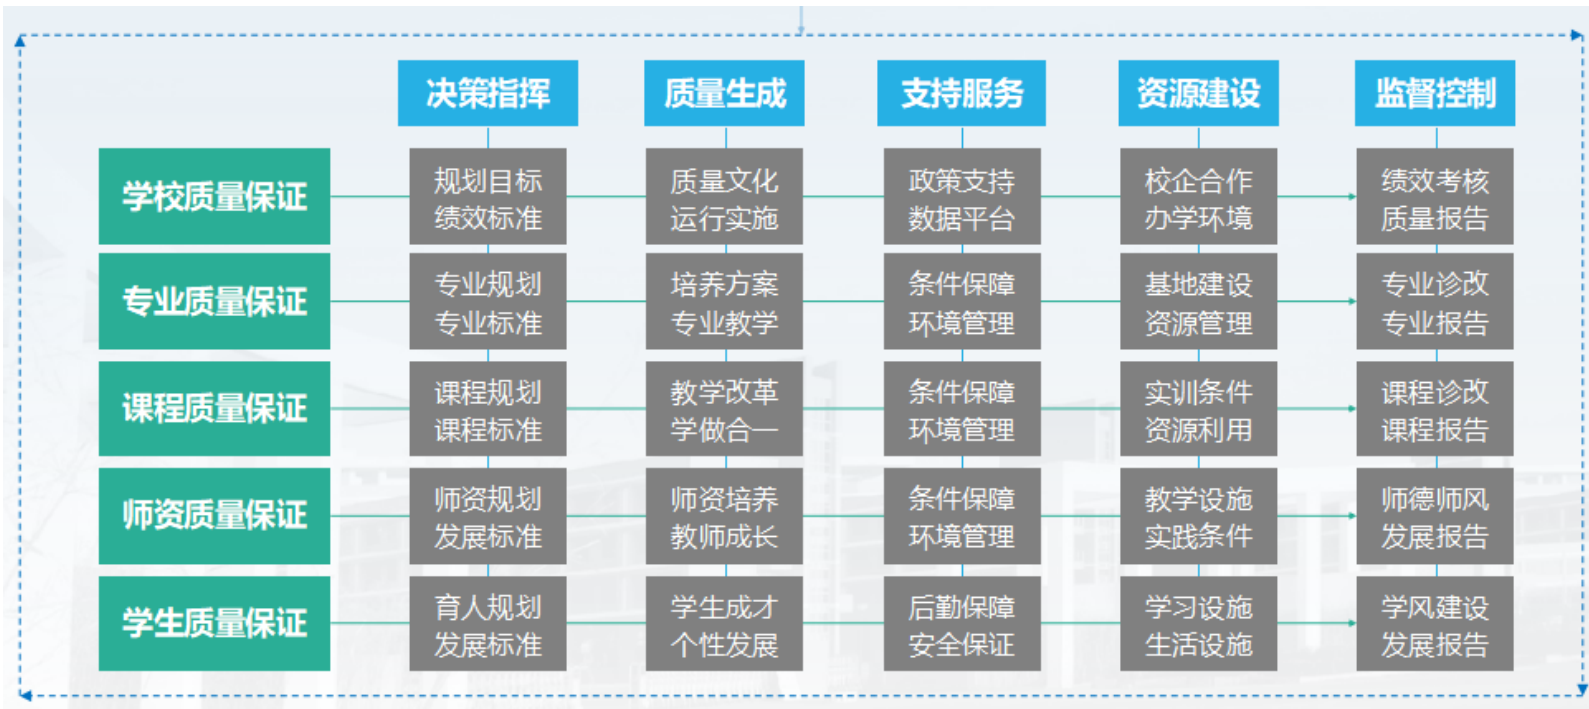 决策指挥
质量生成
支持服务
资源建设
监督控制
学校质量保证
规划目标
绩效标准
质量文化
运行实施
政策支持
数据平台
校企合作
办学环境
绩效考核
质量报告
专业质量保证
专业规划
专业标准
培养方案
专业教学
条件保障
环境管理
基地建设
资源管理
专业诊改
专业报告
课程质量保证
课程规划
课程标准
教学改革
学做合一
条件保障
环境管理
实训条件
资源利用
课程诊改
课程报告
师资质量保证
师资规划
发展标准
师资培养
教师成长
条件保障
环境管理
教学设施
实践条件
师德师风
发展报告
学生质量保证
育人规划
发展标准
学生成才
个性发展
后勤保障
安全保证
学习设施
生活设施
学风建设
发展报告